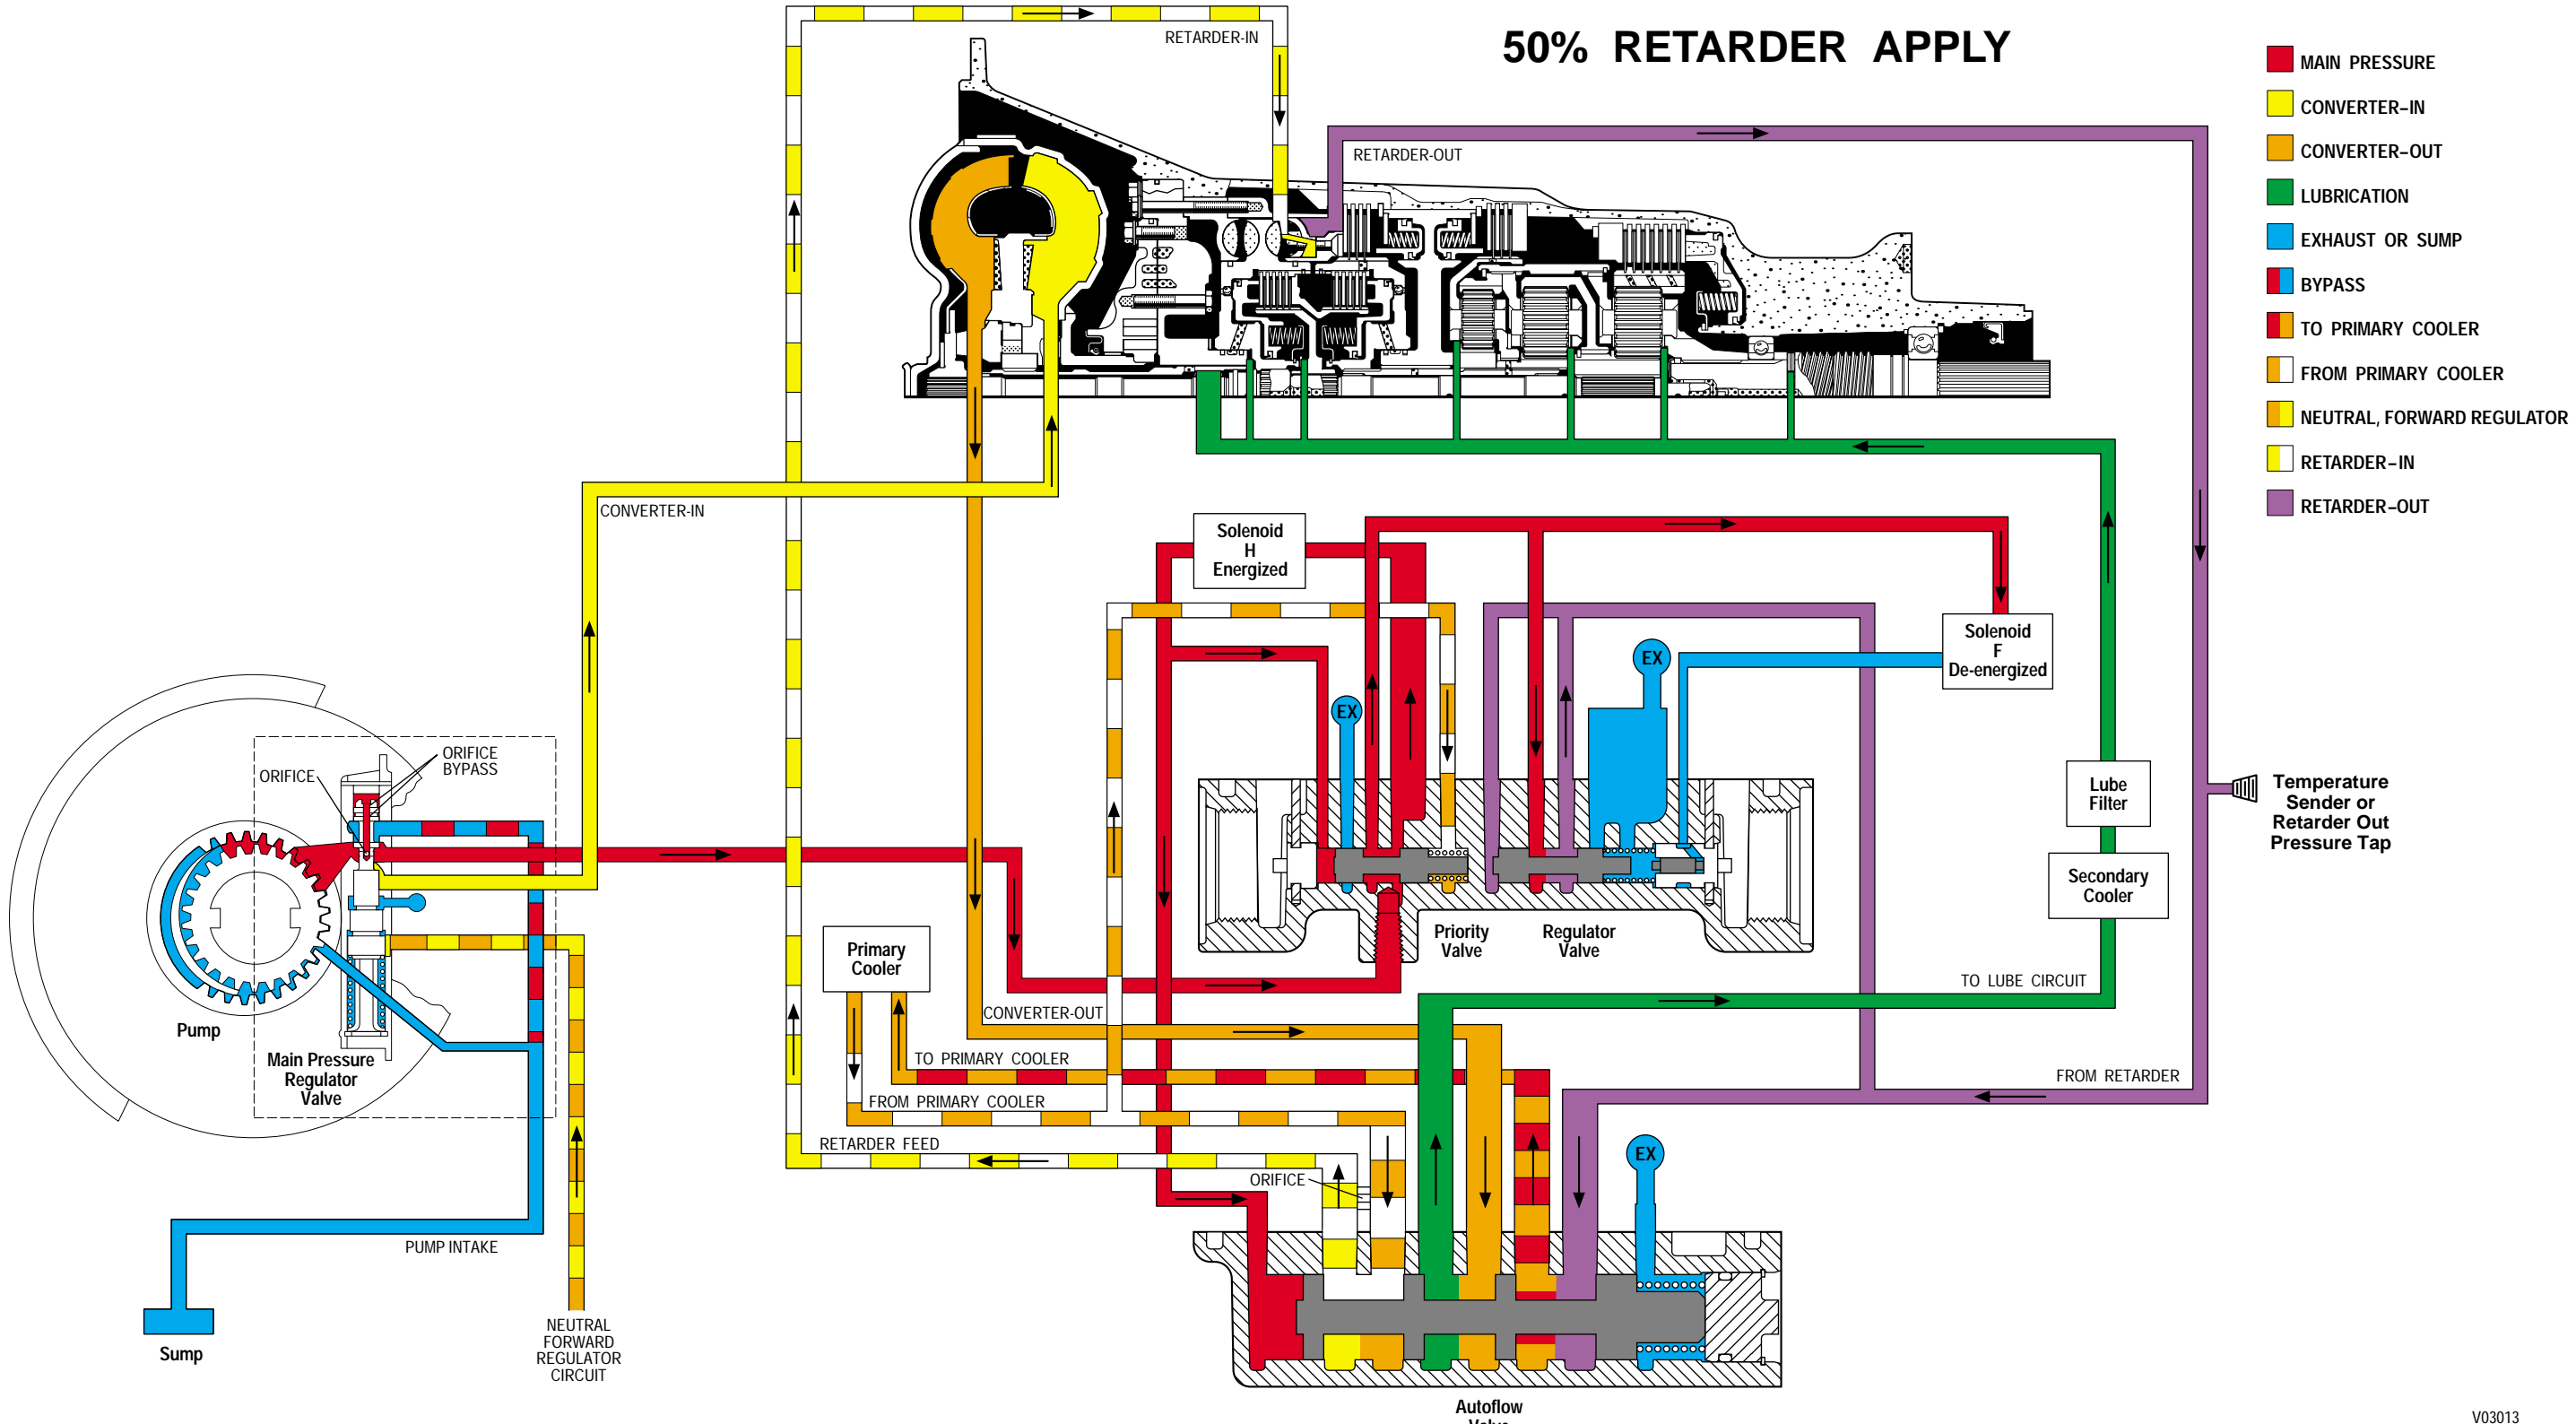 50% RETARDER APPLY
MAIN PRESSURE
CONVERTER-IN
CONVERTER-OUT
LUBRICATION
EXHAUST OR SUMP
BYPASS
TO PRIMARY COOLER
FROM PRIMARY COOLER
NEUTRAL, FORWARD REGULATOR
RETARDER-IN
RETARDER-OUT
RETARDER-IN
RETARDER-OUT
CONVERTER-IN
Solenoid
H
Energized
Solenoid
F
De-energized
EX
EX
ORIFICE
ORIFICE
BYPASS
Pump
Main Pressure
Regulator
Valve
Lube
Filter
Secondary
Cooler
Temperature
Sender or
Retarder Out
Pressure Tap
Priority
Valve
Regulator
Valve
Primary
Cooler
TO LUBE CIRCUIT
CONVERTER-OUT
TO PRIMARY COOLER
FROM PRIMARY COOLER
FROM RETARDER
RETARDER FEED
ORIFICE
EX
PUMP INTAKE
Sump
NEUTRAL
FORWARD
REGULATOR
CIRCUIT
Autoflow
Valve
V03013